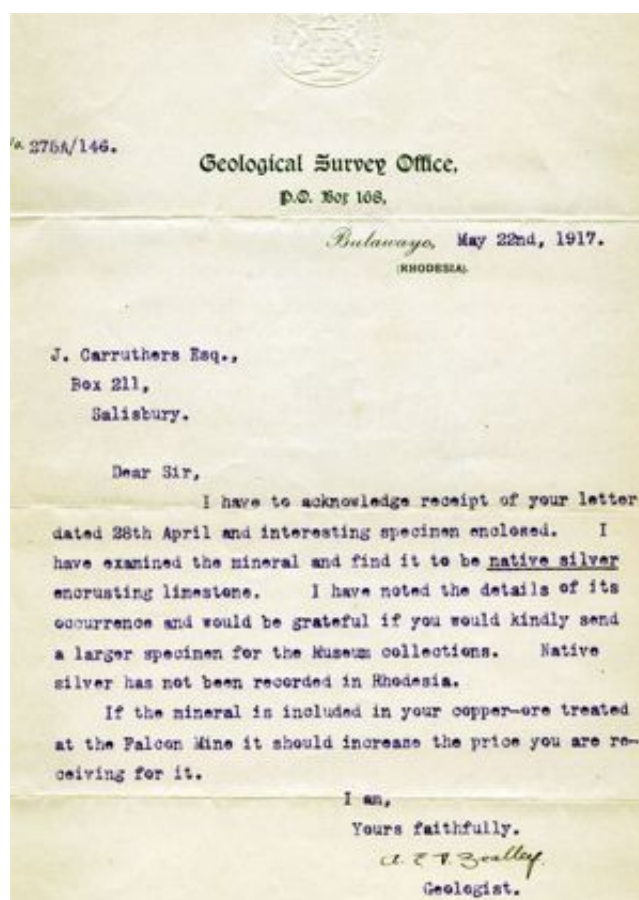 No. 275A/146.
Geological Survey Office,
P.O. Box 168,
Bulawayo, May 22nd, 1917.
(RHODESIA).
J. Carruthers Esq.,
Box 211,
Salisbury.
Dear Sir,
I have to acknowledge receipt of your letter
dated 28th April and interesting specimen enclosed. I
have examined the mineral and find it to be native silver
encrusting limestone. I have noted the details of its
occurrence and would be grateful if you would kindly send
a larger specimen for the Museum collections. Native
silver has not been recorded in Rhodesia.
If the mineral is included in your copper-ore treated
at the Falcon Mine it should increase the price you are re-
ceiving for it.
I am,
Yours faithfully.
A. E. V. Zealley.
Geologist.